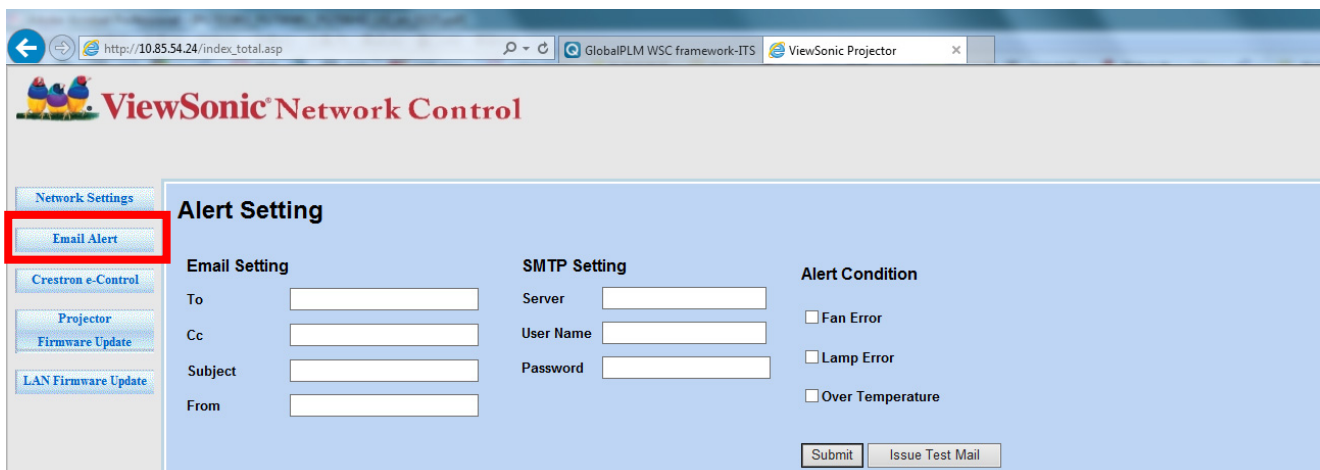 http://10.85.54.24/index_total.asp
GlobalPLM WSC framework-ITS
ViewSonic Projector
ViewSonic® Network Control
Network Settings
Email Alert
Crestron e-Control
Projector
Firmware Update
LAN Firmware Update
Alert Setting
Email Setting
To
Cc
Subject
From
SMTP Setting
Server
User Name
Password
Alert Condition
Fan Error
Lamp Error
Over Temperature
Submit
Issue Test Mail